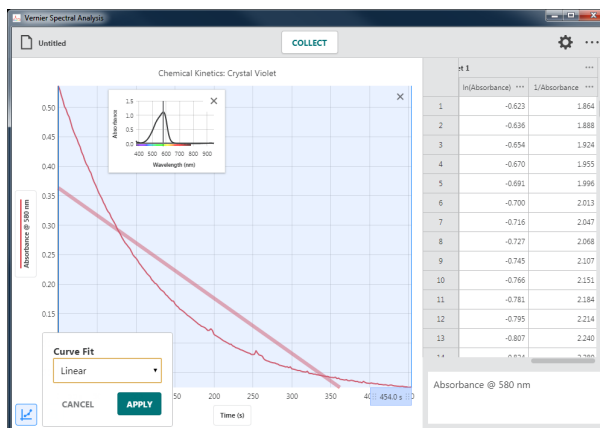 Vernier Spectral Analysis
Untitled
COLLECT
Chemical Kinetics: Crystal Violet
0.50
0.45
0.40
0.35
0.30
0.25
0.20
0.15
Absorbance @ 580 nm
1.5
1.0
0.5
0.0
Absorbance
400 500 600 700 800 900
Wavelength (nm)
Curve Fit
Linear
CANCEL
APPLY
200 250 300 350
454.0 s
Time (s)
et 1
ln(Absorbance) 1/Absorbance
1 -0.623 1.864
2 -0.636 1.888
3 -0.654 1.924
4 -0.670 1.955
5 -0.691 1.996
6 -0.700 2.013
7 -0.716 2.047
8 -0.727 2.068
9 -0.745 2.107
10 -0.766 2.151
11 -0.781 2.184
12 -0.795 2.214
13 -0.807 2.240
Absorbance @ 580 nm